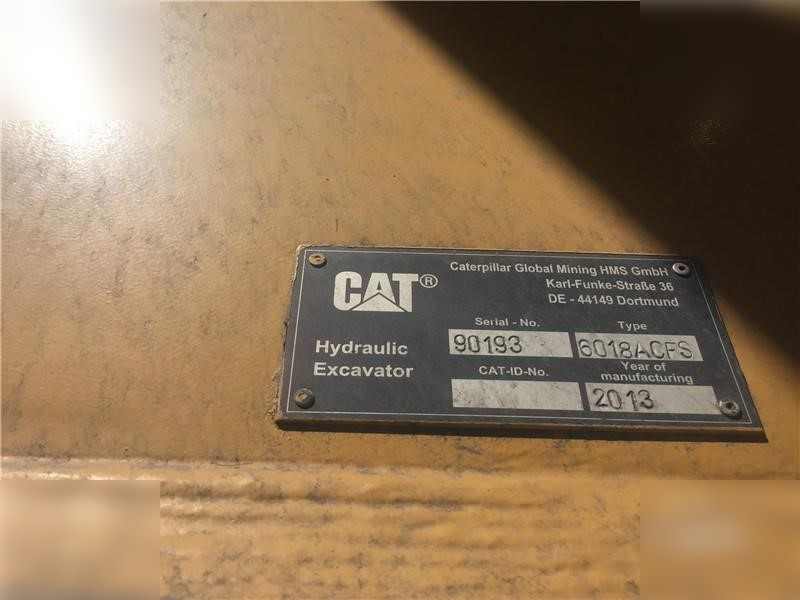 CAT®
Caterpillar Global Mining HMS GmbH
Karl-Funke-Straße 36
DE - 44149 Dortmund
Hydraulic
Excavator
Serial - No.
90193
Type
6018ACFS
CAT-ID-No.
Year of
manufacturing
2013